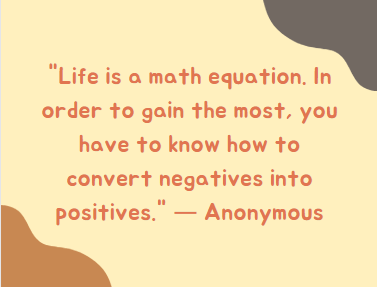 "Life is a math equation. In
order to gain the most, you
have to know how to
convert negatives into
positives." — Anonymous